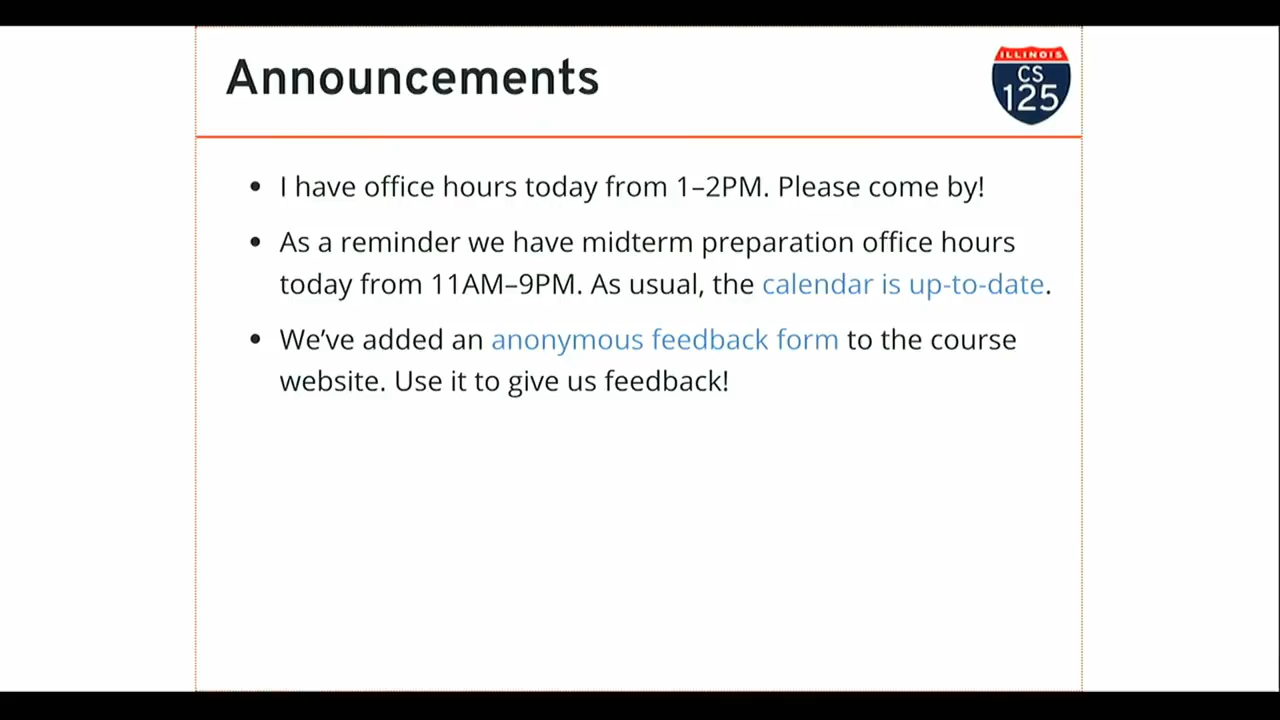 Announcements
ILLINOIS
CS
125
• I have office hours today from 1–2PM. Please come by!
• As a reminder we have midterm preparation office hours
today from 11AM–9PM. As usual, the calendar is up-to-date.
• We’ve added an anonymous feedback form to the course
website. Use it to give us feedback!